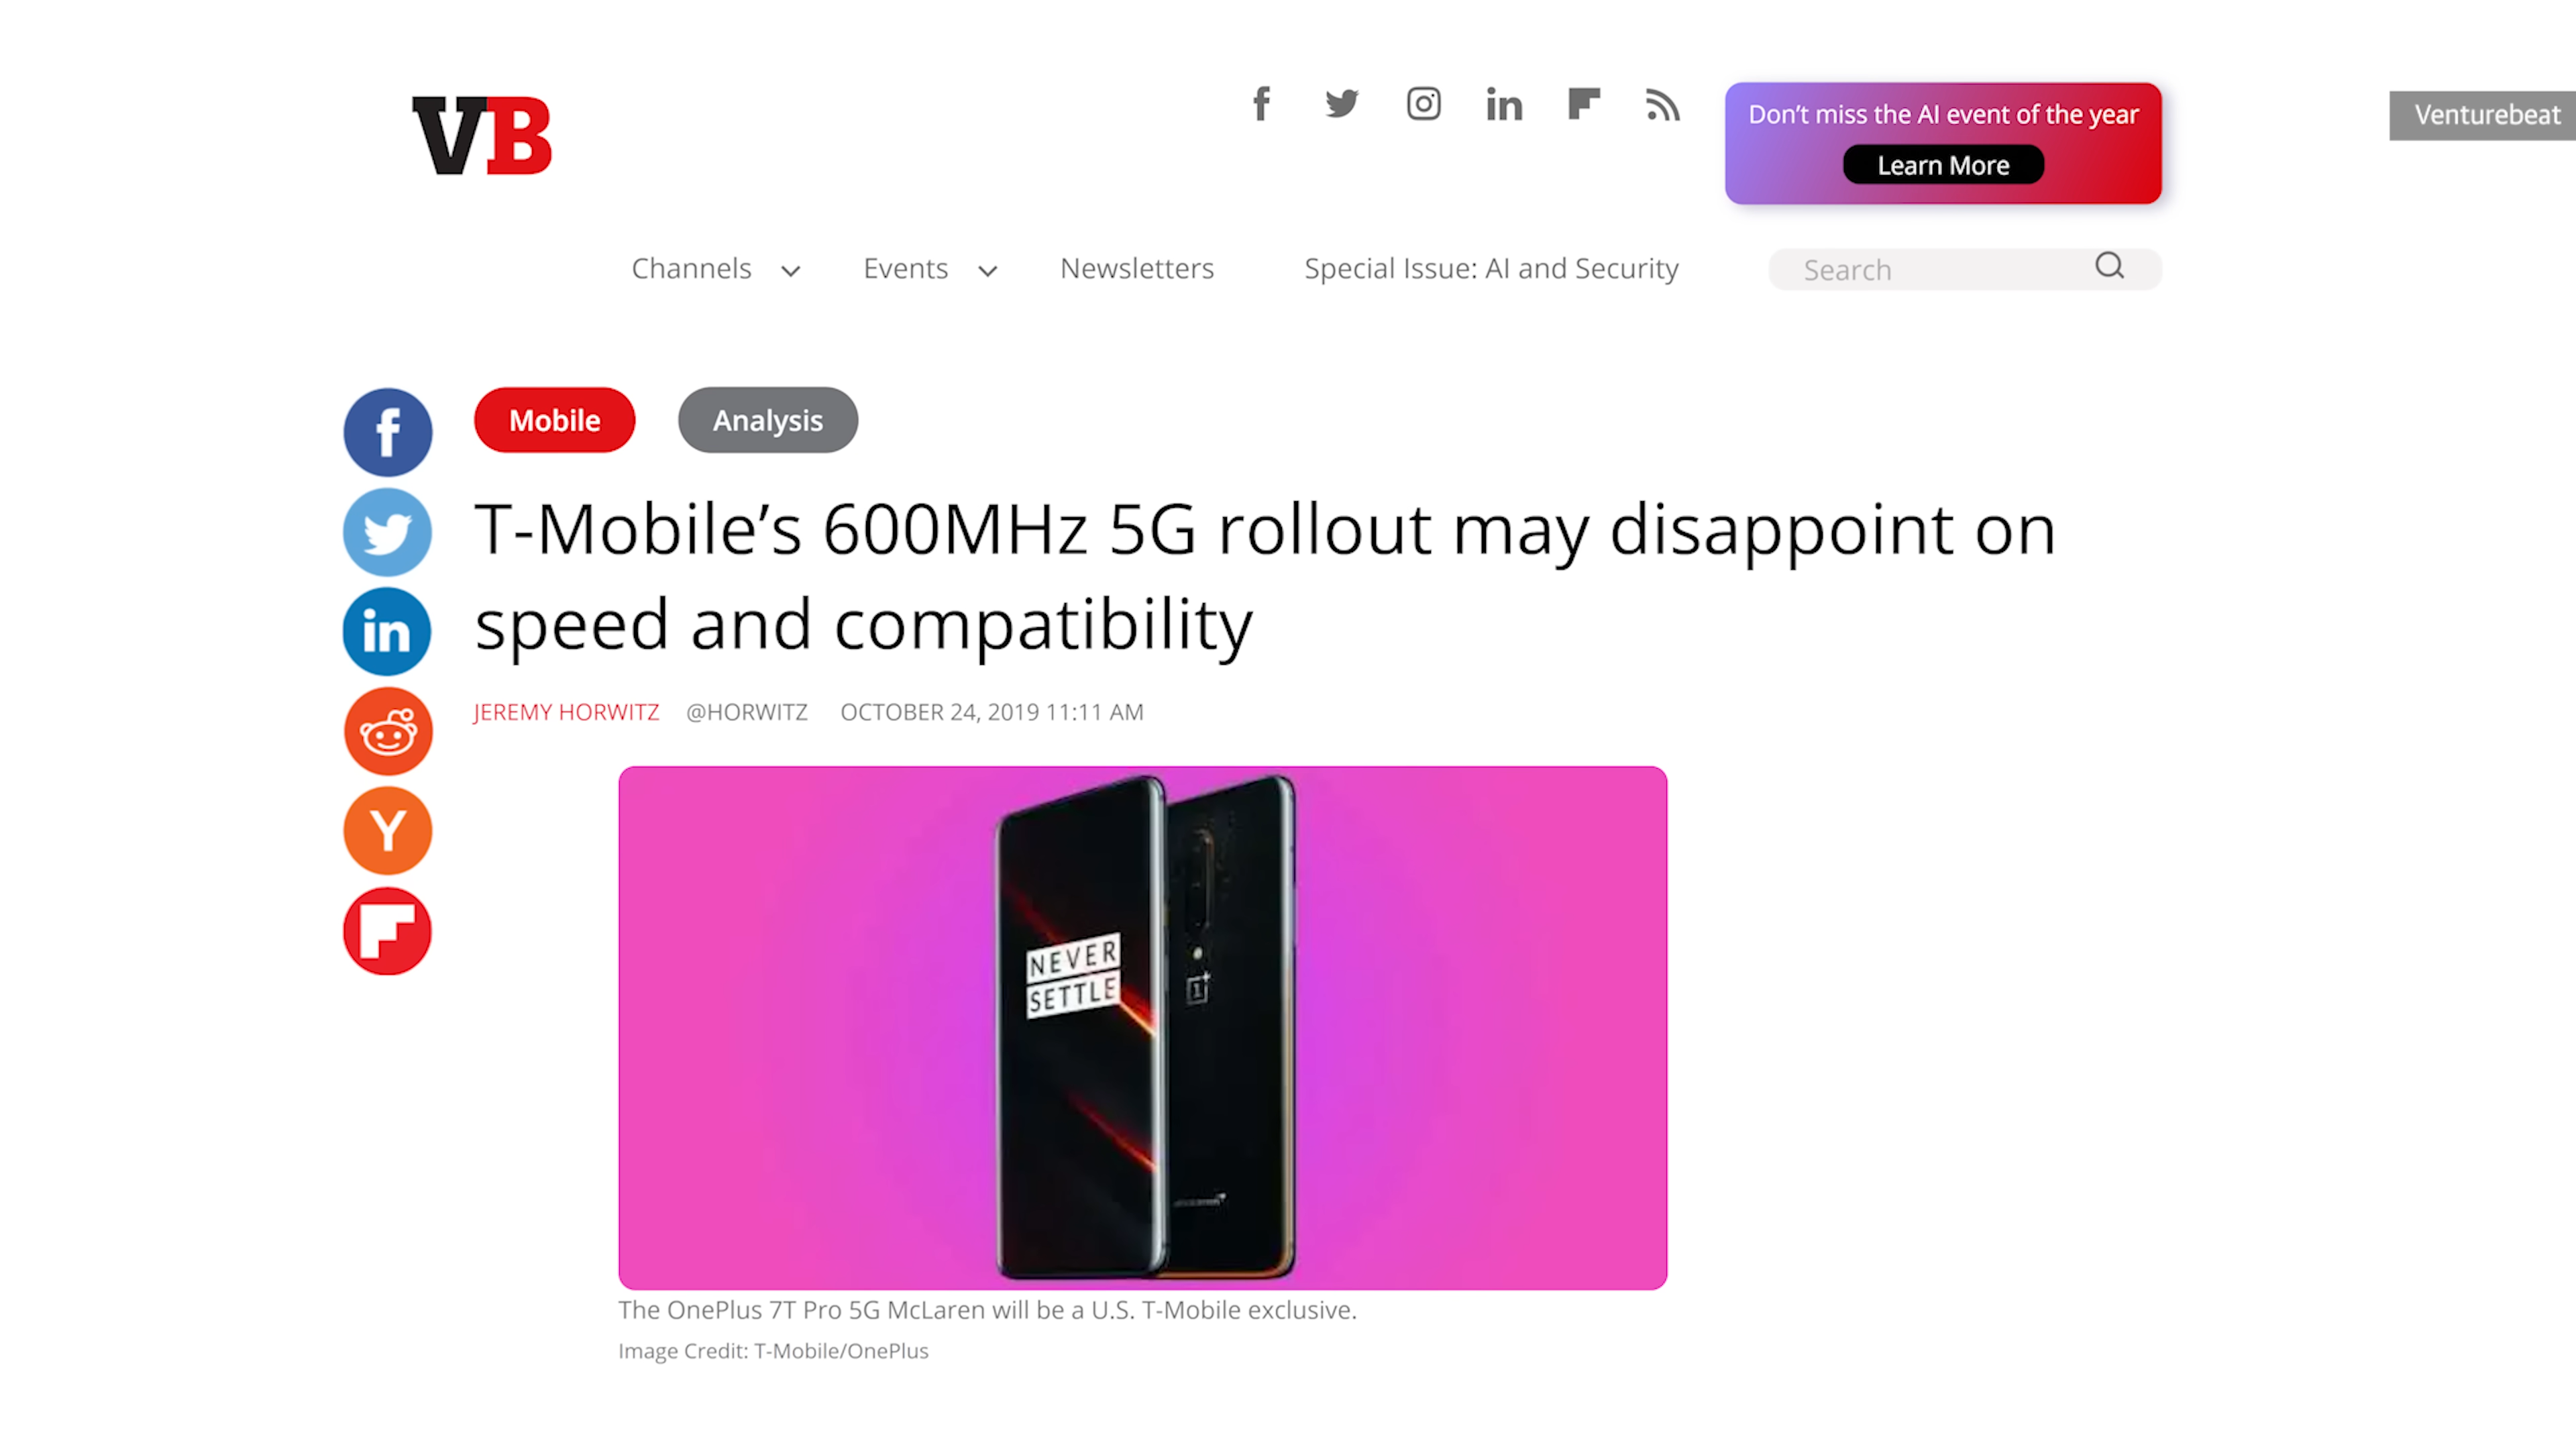 VB
Don't miss the AI event of the year
Learn More
Venturebeat
Channels
Events
Newsletters
Special Issue: AI and Security
Search
Mobile
Analysis
T-Mobile's 600MHz 5G rollout may disappoint on
speed and compatibility
JEREMY HORWITZ @HORWITZ OCTOBER 24, 2019 11:11 AM
NEVER
SETTLE
The OnePlus 7T Pro 5G McLaren will be a U.S. T-Mobile exclusive.
Image Credit: T-Mobile/OnePlus